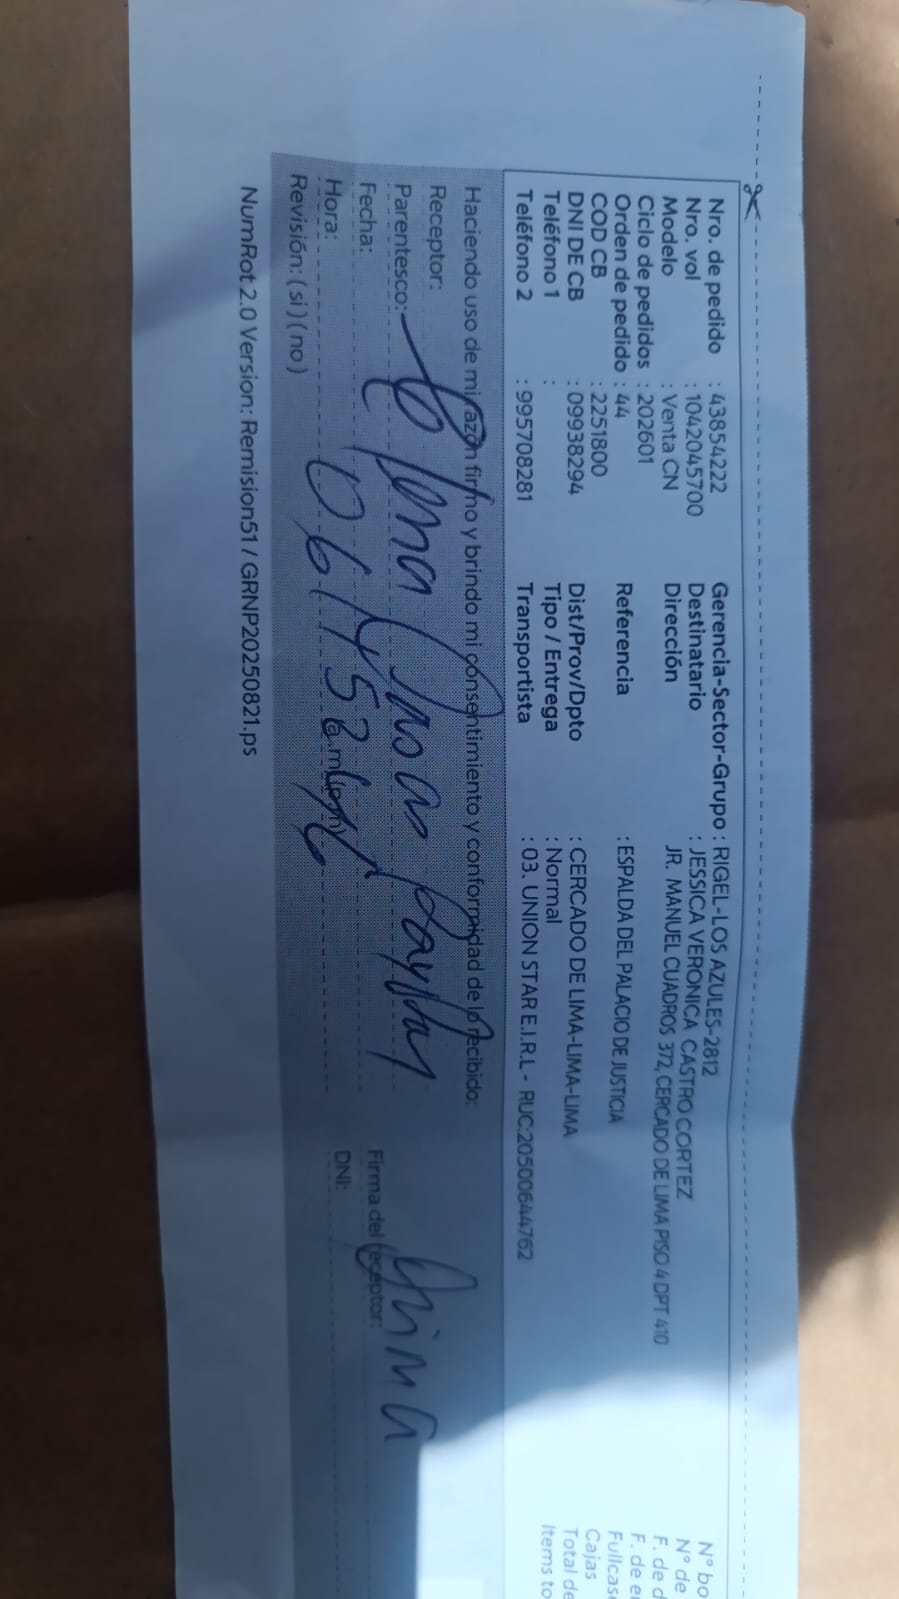 Nro. de pedido : 43854222 Gerencia-Sector-Grupo : RIGEL-LOS AZULES-2812
Nro. vol : 1042045700 Destinatario : JESSICA VERONICA CASTRO CORTEZ
Modelo : Venta CN Dirección JR. MANUEL CUADROS 372, CERCADO DE LIMA PISO 4 DPT 410
Ciclo de pedidos : 202601
Orden de pedido : 44 Referencia : ESPALDA DEL PALACIO DE JUSTICIA
COD CB : 2251800
DNI DE CB : 09938294 Dist/Prov/Dpto : CERCADO DE LIMA-LIMA-LIMA
Teléfono 1 : Tipo / Entrega : Normal
Teléfono 2 : 995708281 Transportista : 03. UNION STAR E.I.R.L - RUC:20500644762
N° bo
N° de
F. de d
F. de e
Fullcas
Cajas
Total de
Items to
Haciendo uso de mi razón firmo y brindo mi consentimiento y conformidad de lo recibido:
Receptor:
Parentesco:
Fecha: Firma del receptor:
Hora: (a.m.)(p.m.) DNI:
Revisión: (si) (no)
NumRot 2.0 Version: Remision51 / GRNP20250821.ps